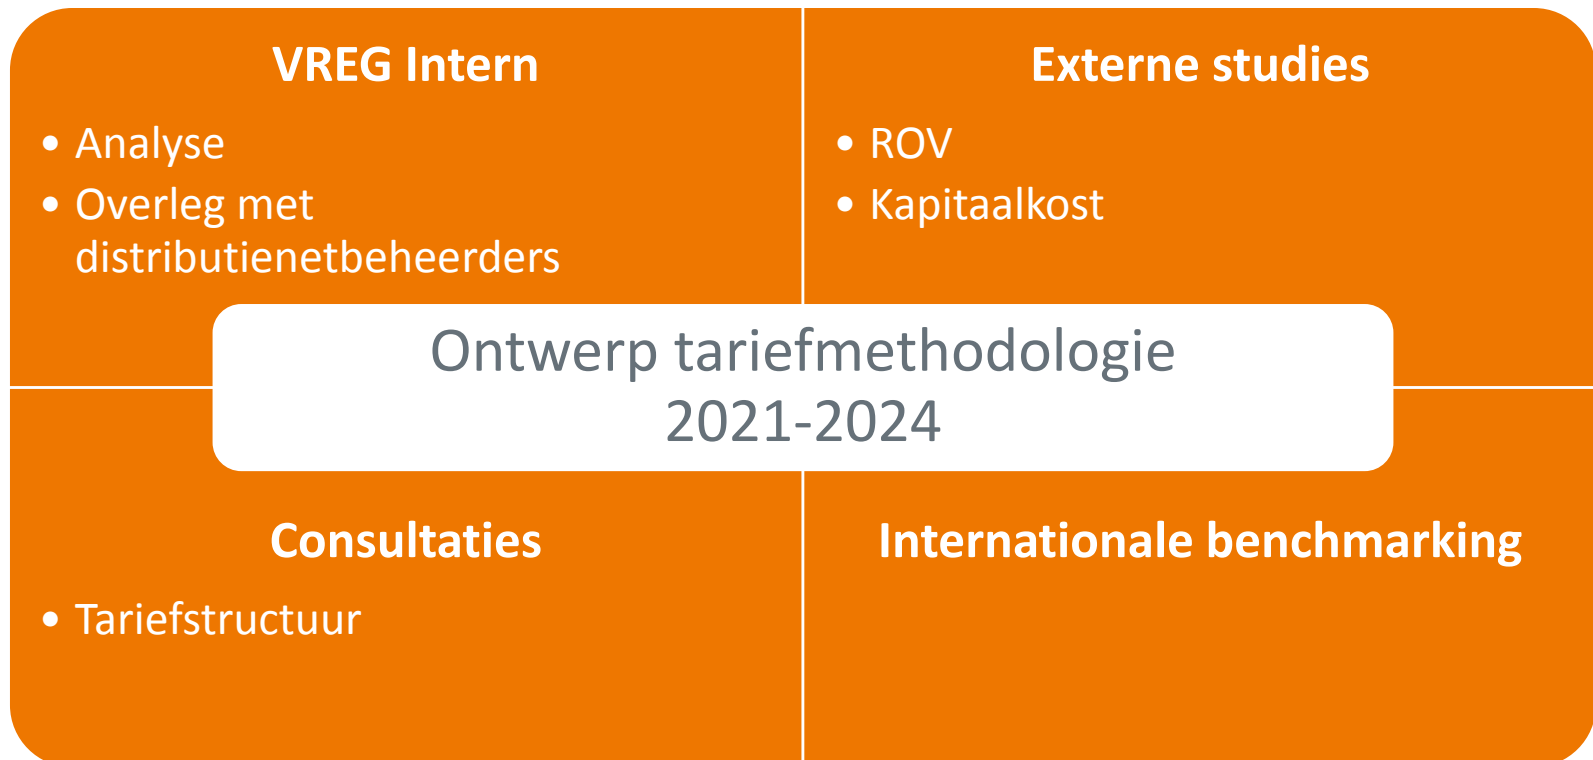 VREG Intern
• Analyse
• Overleg met
distributienetbeheerders
Externe studies
• ROV
• Kapitaalkost
Ontwerp tariefmethodologie
2021-2024
Consultaties
• Tariefstructuur
Internationale benchmarking